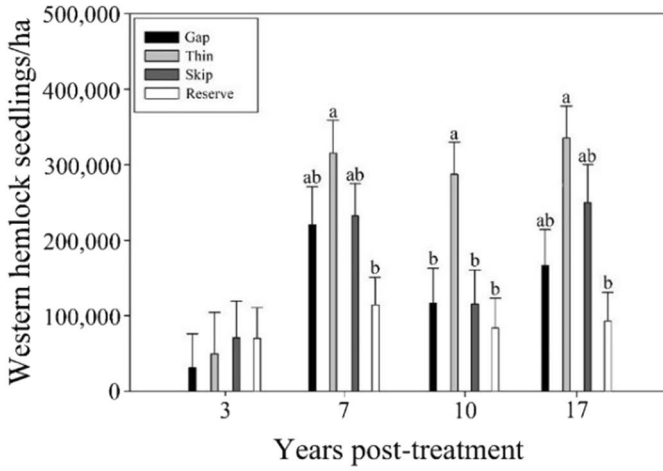 500,000
400,000
300,000
200,000
100,000
0
Western hemlock seedlings/ha
Gap
Thin
Skip
Reserve
ab
a
ab
b
b
a
b
b
ab
a
ab
b
3
7
10
17
Years post-treatment